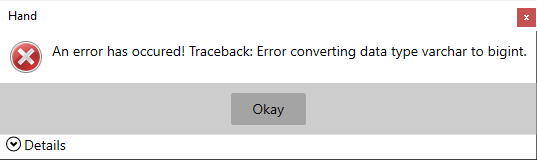 Hand
x
An error has occured! Traceback: Error converting data type varchar to bigint.
Okay
Details